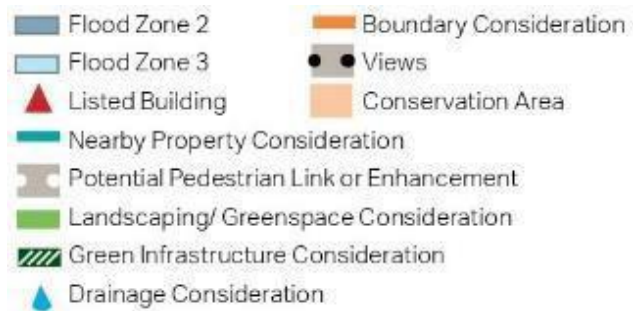 Flood Zone 2 Boundary Consideration
Flood Zone 3 Views
Listed Building Conservation Area
Nearby Property Consideration
Potential Pedestrian Link or Enhancement
Landscaping/ Greenspace Consideration
Green Infrastructure Consideration
Drainage Consideration